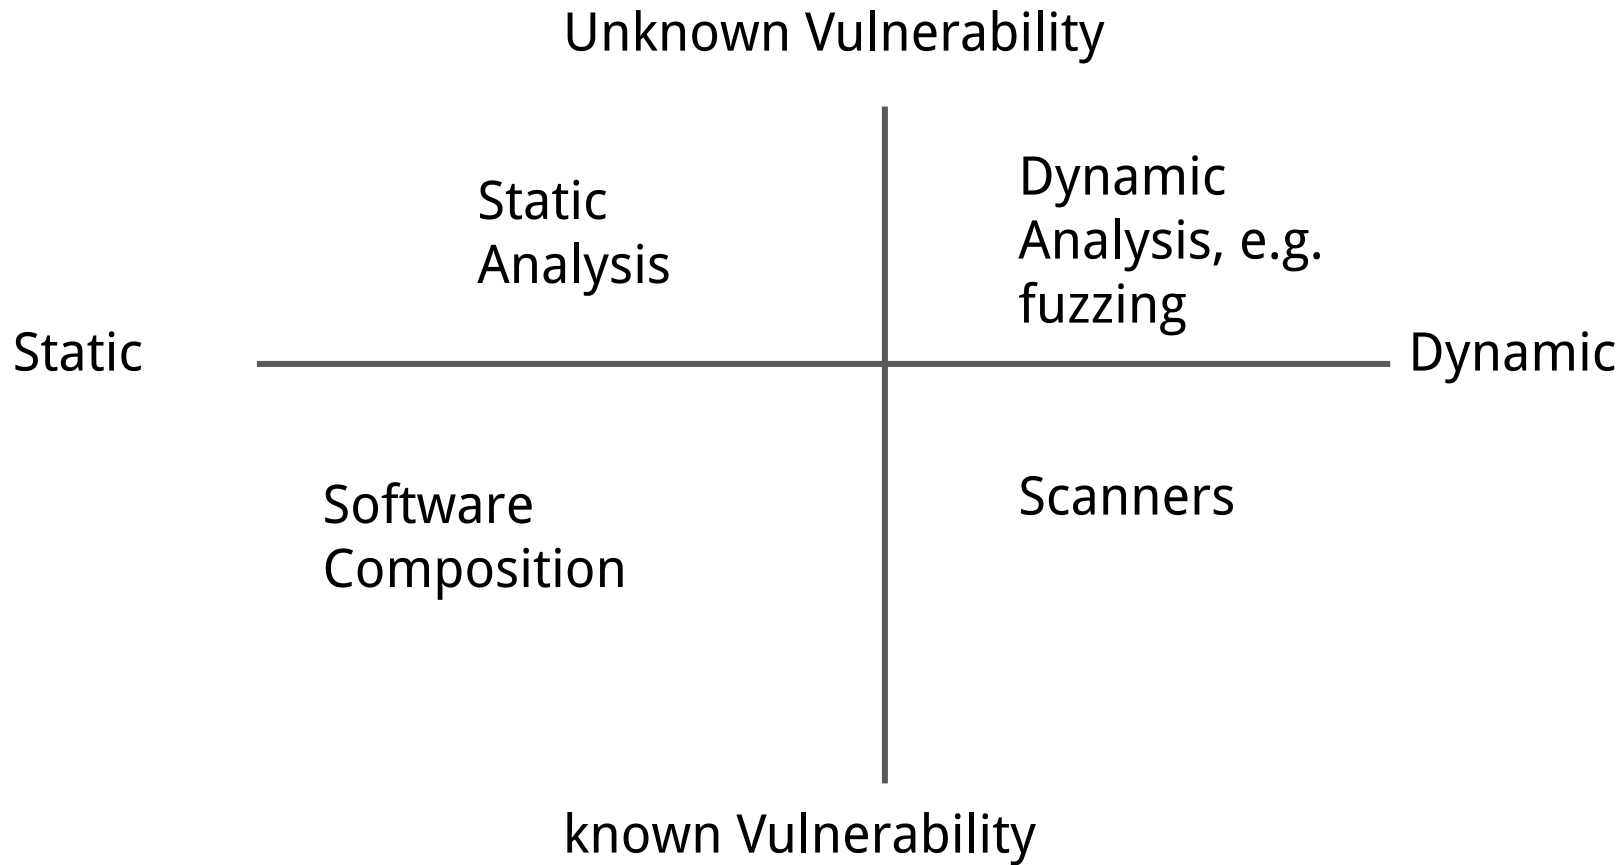 Unknown Vulnerability
Static
Analysis
Dynamic
Analysis, e.g.
fuzzing
Static
Dynamic
Software
Composition
Scanners
known Vulnerability